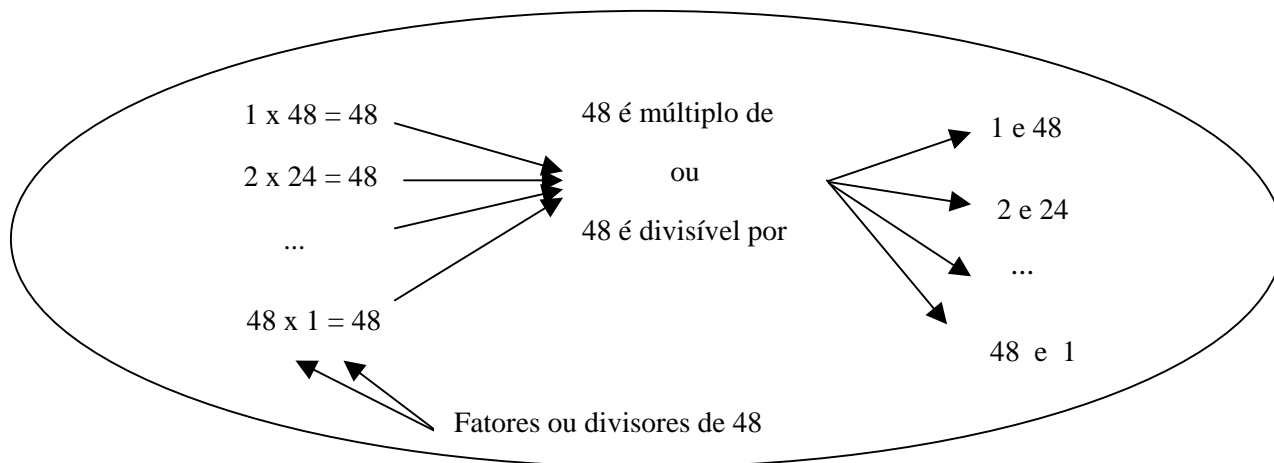 1 x 48 = 48
2 x 24 = 48
...
48 x 1 = 48
48 é múltiplo de
ou
48 é divisível por
1 e 48
2 e 24
...
48 e 1
Fatores ou divisores de 48